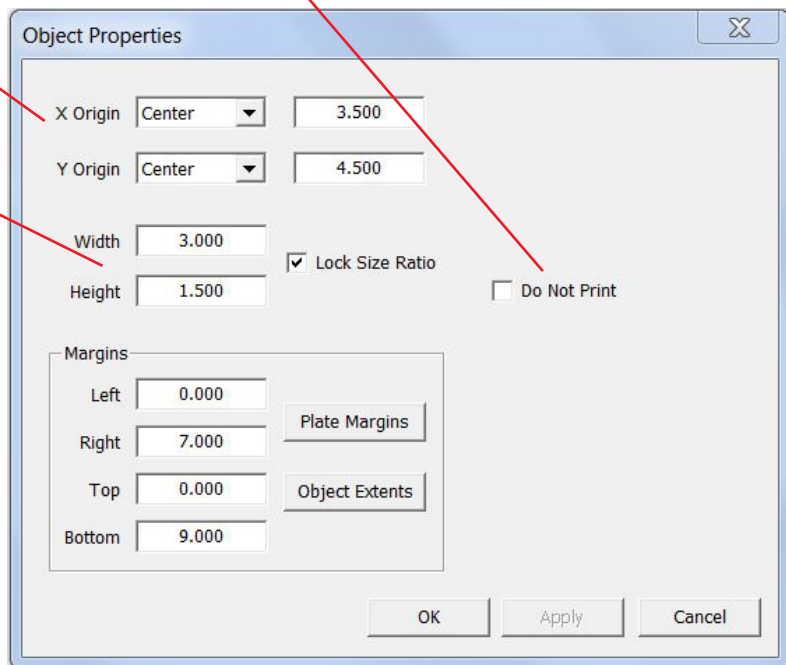 Object Properties
X Origin Center 3.500
Y Origin Center 4.500
Width 3.000
Lock Size Ratio
Height 1.500
Do Not Print
Margins
Left 0.000
Plate Margins
Right 7.000
Top 0.000
Object Extents
Bottom 9.000
OK Apply Cancel